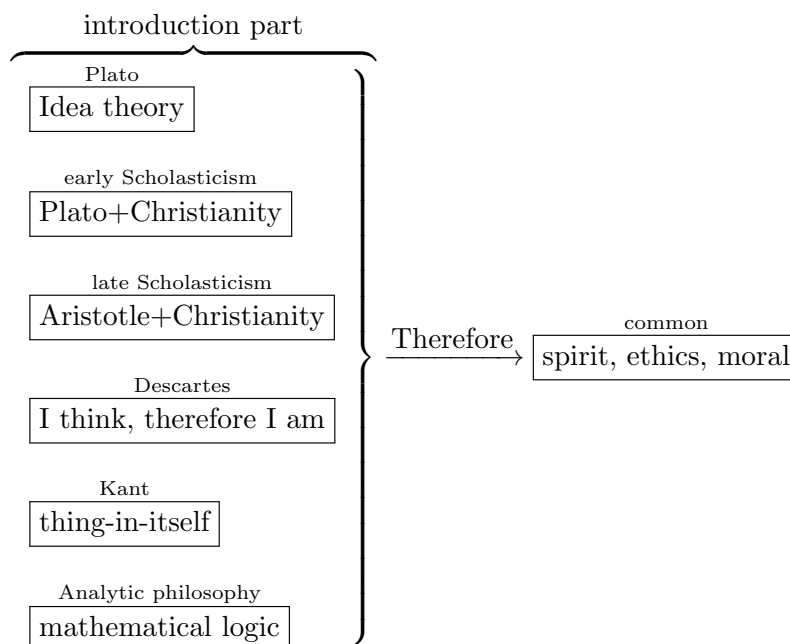 introduction part
Plato
Idea theory
early Scholasticism
Plato+Christianity
late Scholasticism
Aristotle+Christianity
Therefore
common
spirit, ethics, moral
Descartes
I think, therefore I am
Kant
thing-in-itself
Analytic philosophy
mathematical logic